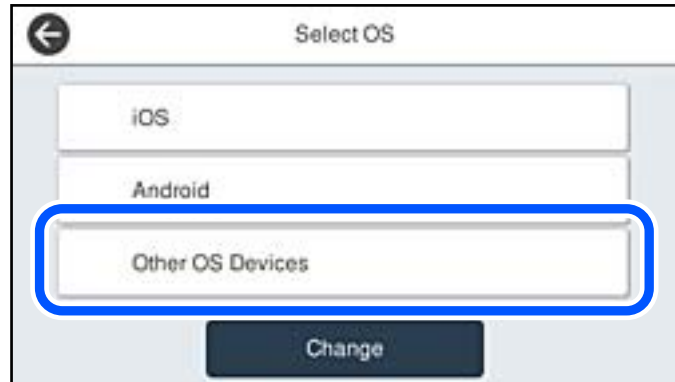 Select OS
iOS
Android
Other OS Devices
Change